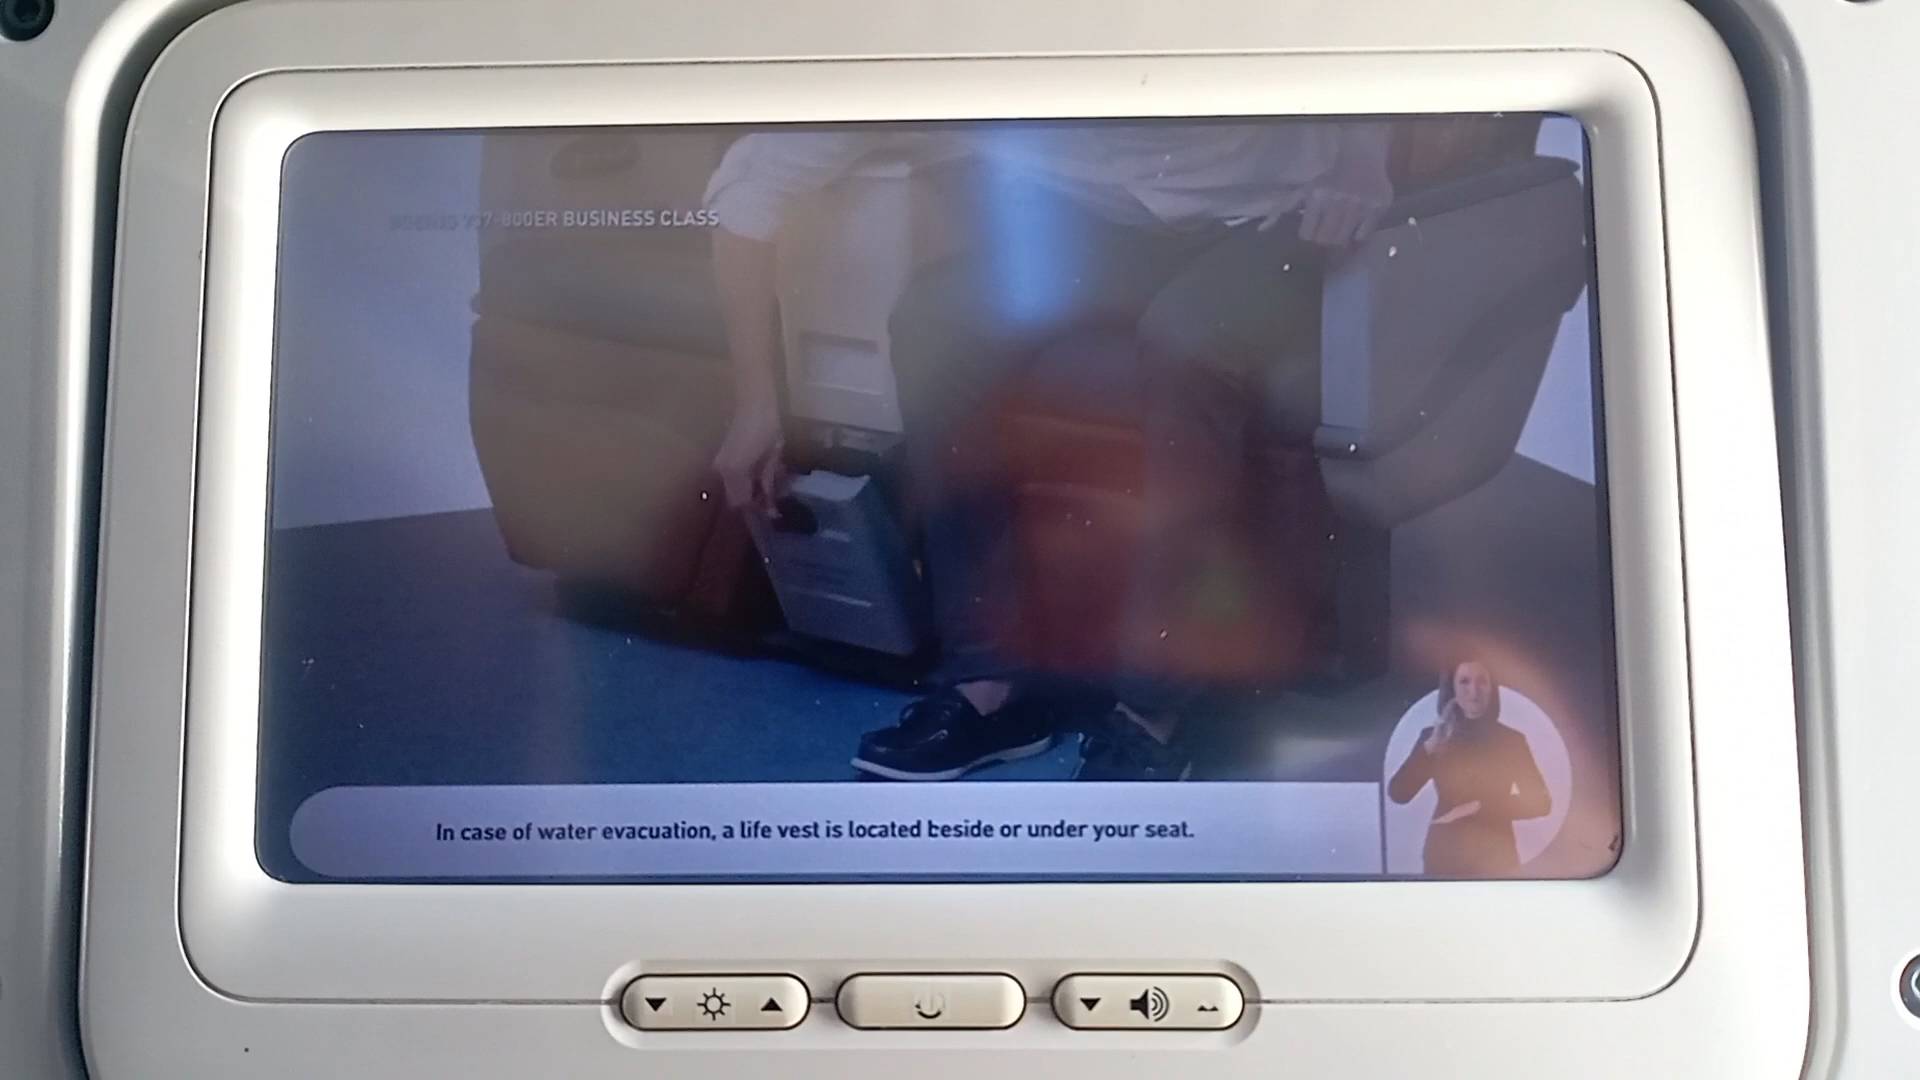 737-800ER BUSINESS CLASS
In case of water evacuation, a life vest is located beside or under your seat.